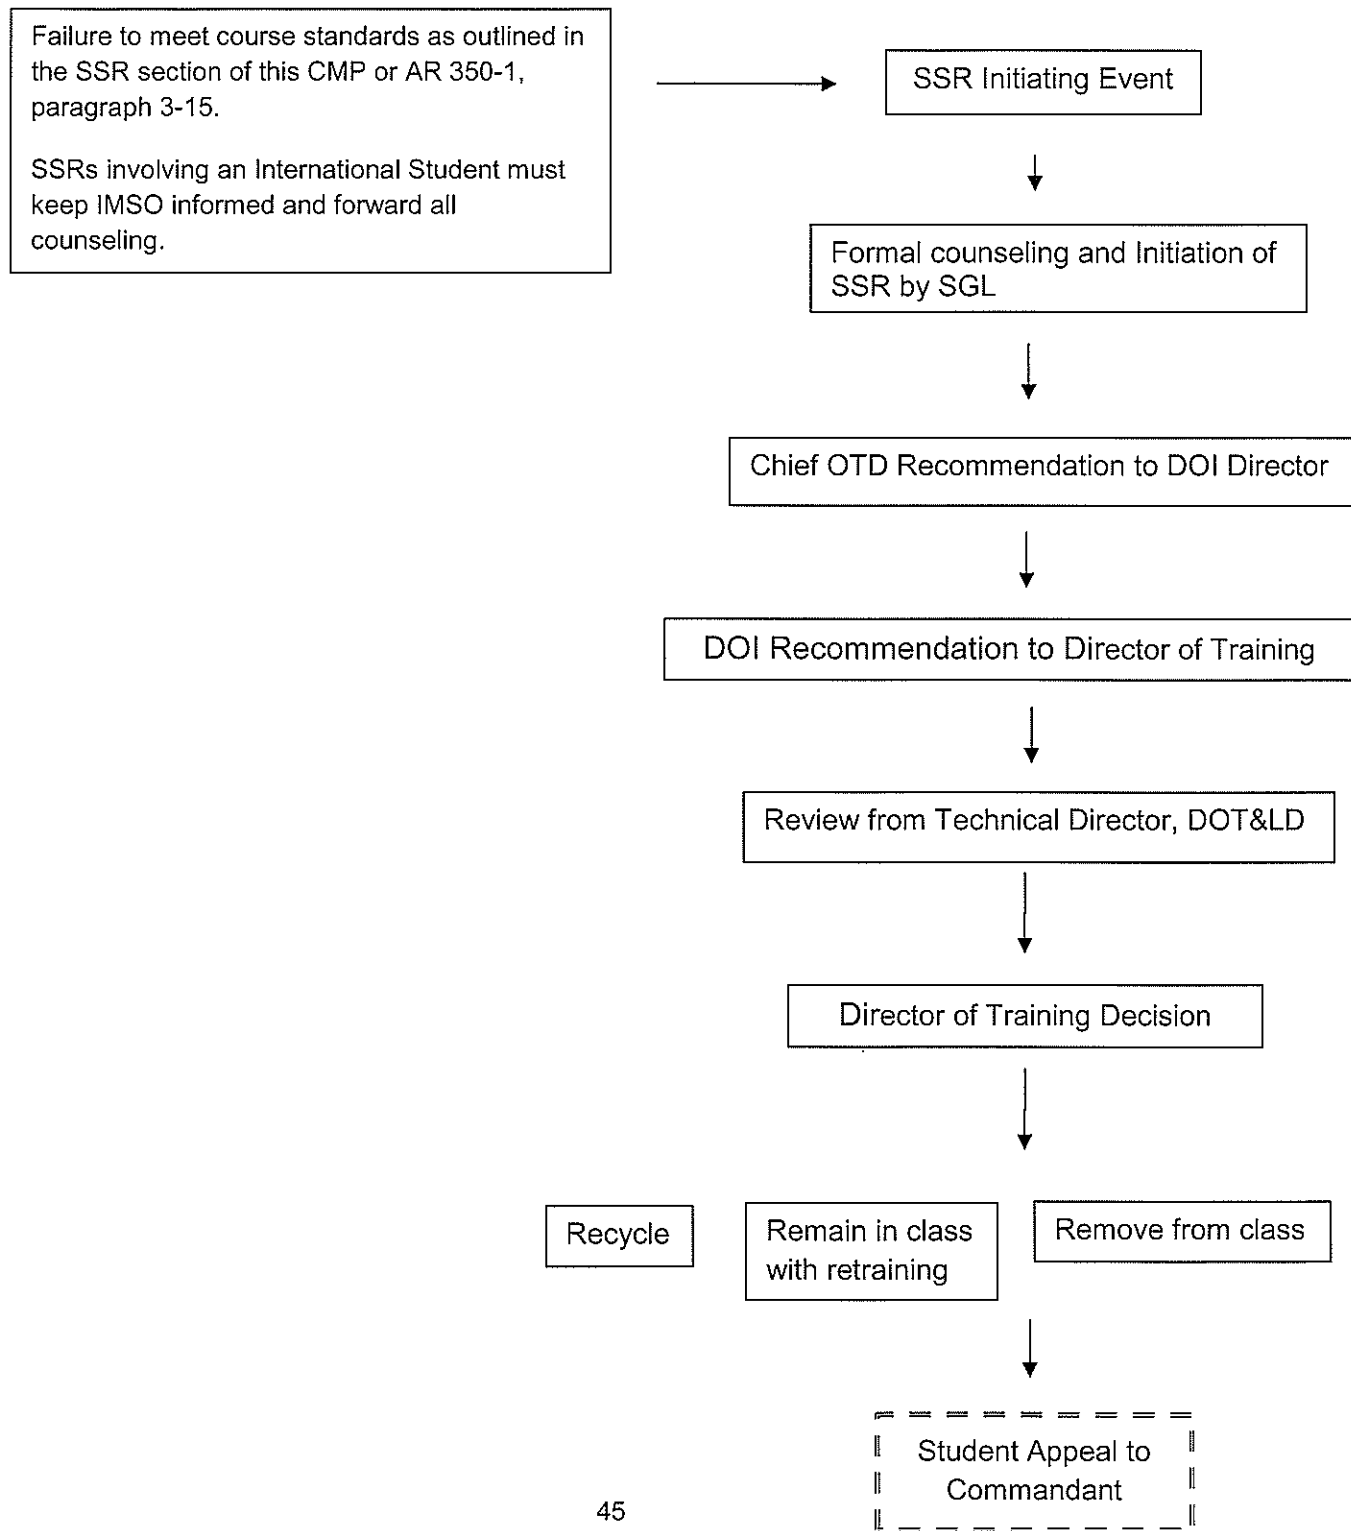 Failure to meet course standards as outlined in
the SSR section of this CMP or AR 350-1,
paragraph 3-15.
SSRs involving an International Student must
keep IMSO informed and forward all
counseling.
SSR Initiating Event
Formal counseling and Initiation of
SSR by SGL
Chief OTD Recommendation to DOI Director
DOI Recommendation to Director of Training
Review from Technical Director, DOT&LD
Director of Training Decision
Recycle
Remain in class
with retraining
Remove from class
Student Appeal to
Commandant
45